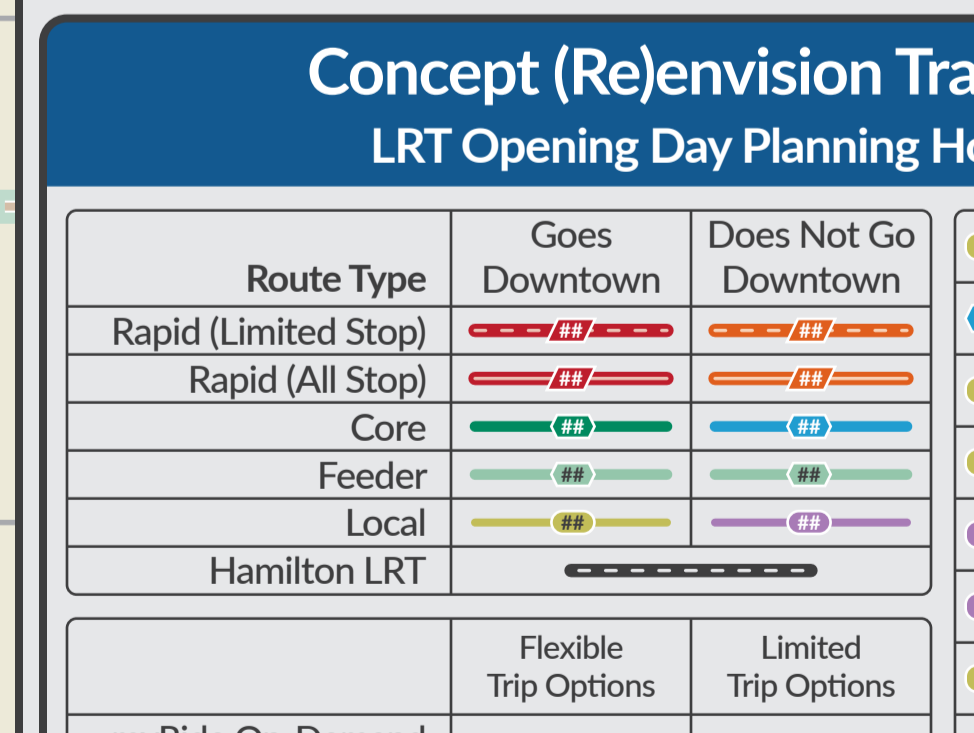 Concept (Re)envision
LRT Opening Day Planning
Route Type
Goes
Downtown
Does Not Go
Downtown
Rapid (Limited Stop) ## ##
Rapid (All Stop) ## ##
Core ## ##
Feeder ## ##
Local ## ##
Hamilton LRT
Flexible
Trip Options
Limited
Trip Options